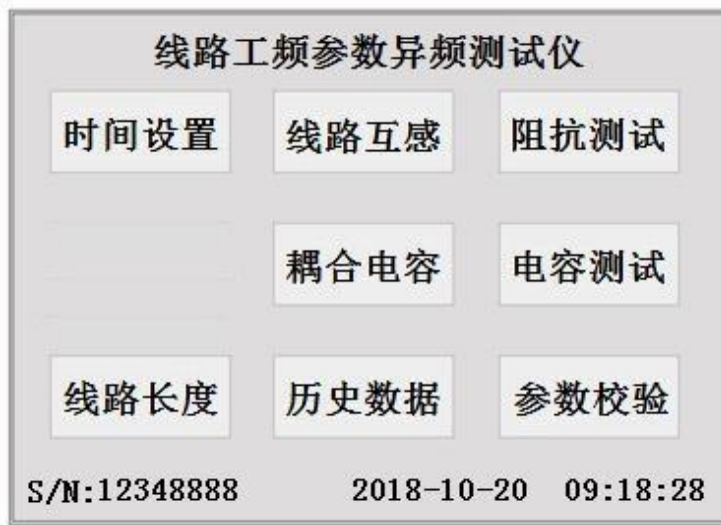 线路工频参数异频测试仪
时间设置 线路互感 阻抗测试
耦合电容 电容测试
线路长度 历史数据 参数校验
S/N:12348888 2018-10-20 09:18:28